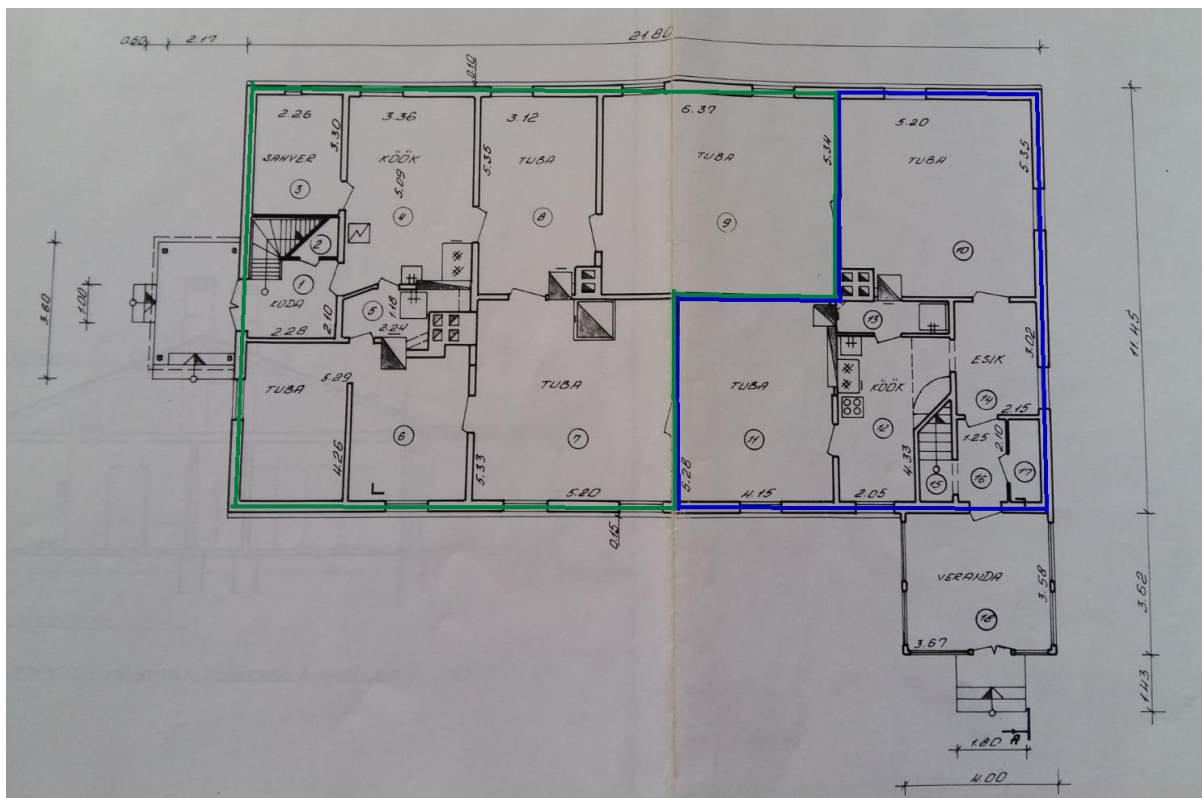 0.60 2.17 21.80
0.10
2.26 3.36 3.12 6.37 5.20
3.30 5.35 5.34 5.35
SAHVER KÖÖK TUBA TUBA TUBA
5.09
3 4 8 9 10
2
1
KODA 5 1.18
2.28 2.10 2.24
3.80 1.00
13
TUBA 5.29 TUBA TUBA KÖÖK ESIK 3.02
14 2.15
6 7 11 12
4.26 5.33 5.28 4.33
1.25 2.10
15 16 17
5.20 4.15 2.05
0.15
11.45
VERANDA 3.58
18
3.67
3.62
1.43
1.80 A
4.00